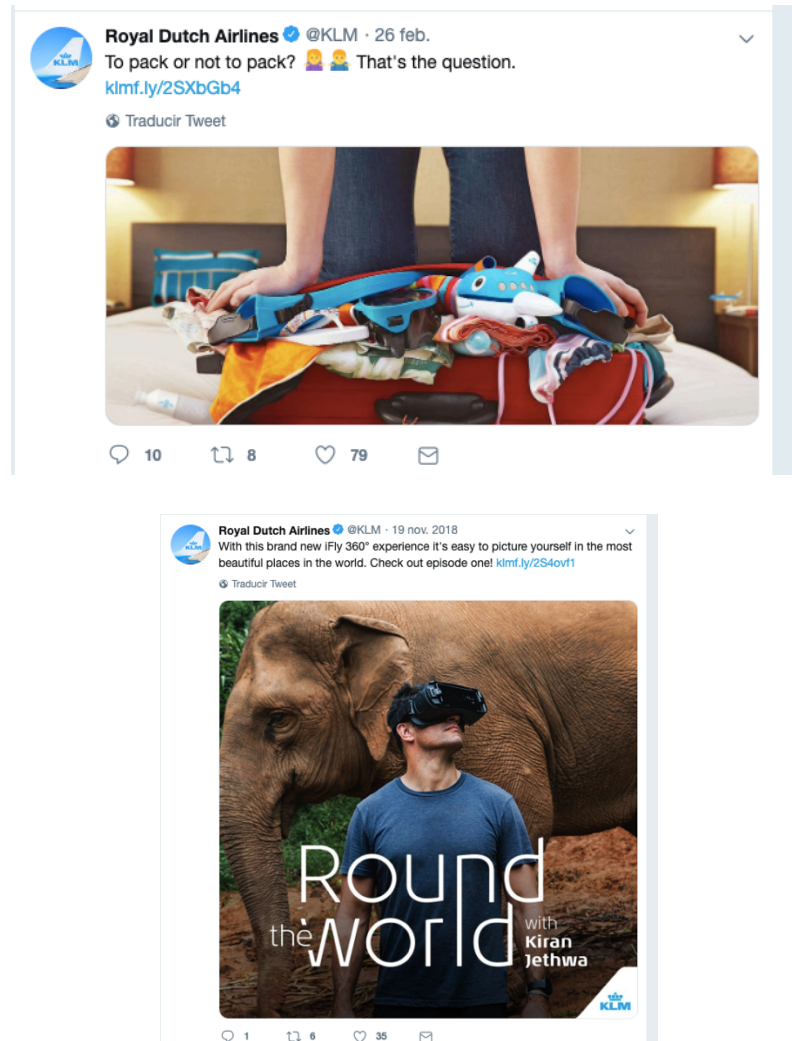 Royal Dutch Airlines @KLM · 26 feb.
To pack or not to pack? 🤷‍♀️ 🤷‍♂️ That's the question.
klmf.ly/2SXbGb4
Traducir Tweet
10 8 79
Royal Dutch Airlines @KLM · 19 nov. 2018
With this brand new iFly 360° experience it's easy to picture yourself in the most
beautiful places in the world. Check out episode one! klmf.ly/2S4ovf1
Traducir Tweet
Round
the World
with
Kiran
Jethwa
KLM
1 6 35